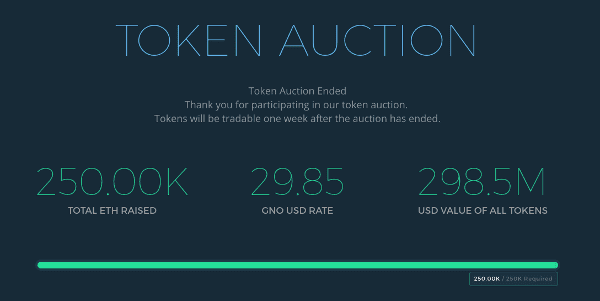 TOKEN AUCTION
Token Auction Ended
Thank you for participating in our token auction.
Tokens will be tradable one week after the auction has ended.
250.00K 29.85 298.5M
TOTAL ETH RAISED GNO USD RATE USD VALUE OF ALL TOKENS
250.00K / 250K Required